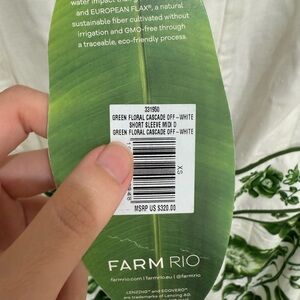 water impact
and EUROPEAN FLAX®, a natural
sustainable fiber cultivated without
irrigation and GMO-free through
a traceable, eco-friendly process.
331950
GREEN FLORAL CASCADE OFF-WHITE
SHORT SLEEVE MIDI D
GREEN FLORAL CASCADE OFF-WHITE
XS
MSRP US $320.00
FARM RIO
farmrio.com | farmrio.eu | @farmrio
LENZING™ and ECOVERO™
are trademarks of Lenzing AG.